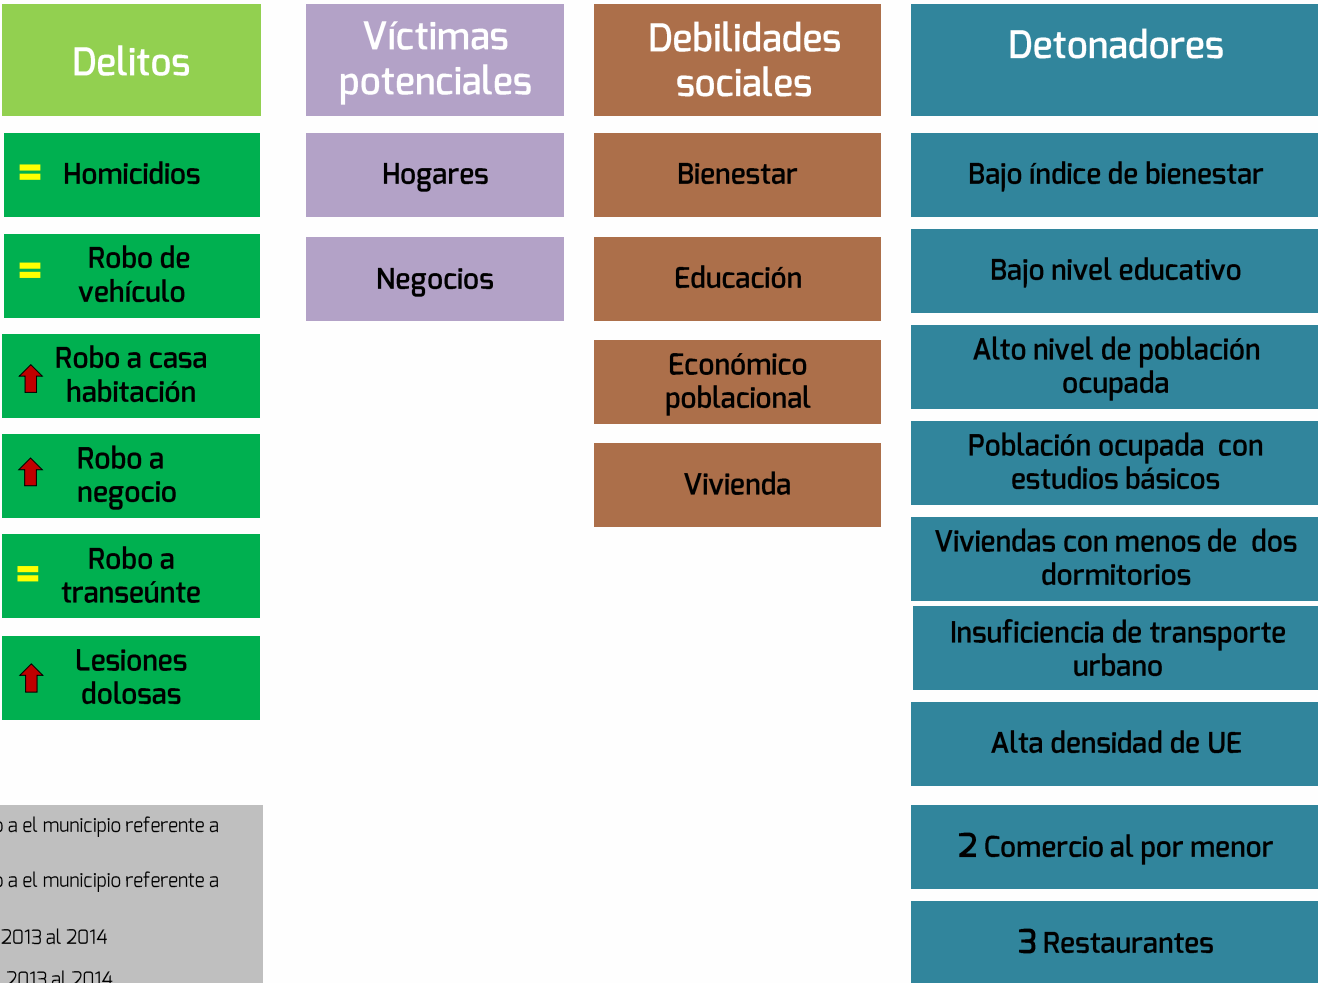 Delitos
= Homicidios
= Robo de
vehículo
Robo a casa
habitación
Robo a
negocio
= Robo a
transeúnte
Lesiones
dolosas
Víctimas
potenciales
Hogares
Negocios
Debilidades
sociales
Bienestar
Educación
Económico
poblacional
Vivienda
Detonadores
Bajo índice de bienestar
Bajo nivel educativo
Alto nivel de población
ocupada
Población ocupada con
estudios básicos
Viviendas con menos de dos
dormitorios
Insuficiencia de transporte
urbano
Alta densidad de UE
2 Comercio al por menor
3 Restaurantes
a el municipio referente a
a el municipio referente a
2013 al 2014
2013 al 2014